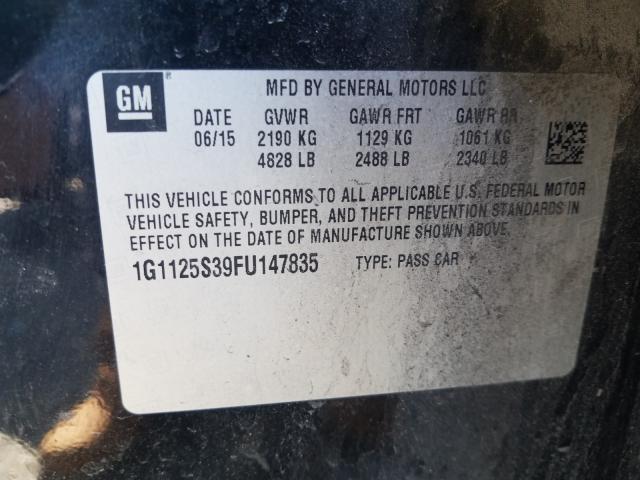 GM ®
MFD BY GENERAL MOTORS LLC
DATE GVWR GAWR FRT GAWR RR
06/15 2190 KG 1129 KG 1061 KG
4828 LB 2488 LB 2340 LB
THIS VEHICLE CONFORMS TO ALL APPLICABLE U.S. FEDERAL MOTOR
VEHICLE SAFETY, BUMPER, AND THEFT PREVENTION STANDARDS IN
EFFECT ON THE DATE OF MANUFACTURE SHOWN ABOVE.
1G1125S39FU147835 TYPE: PASS CAR